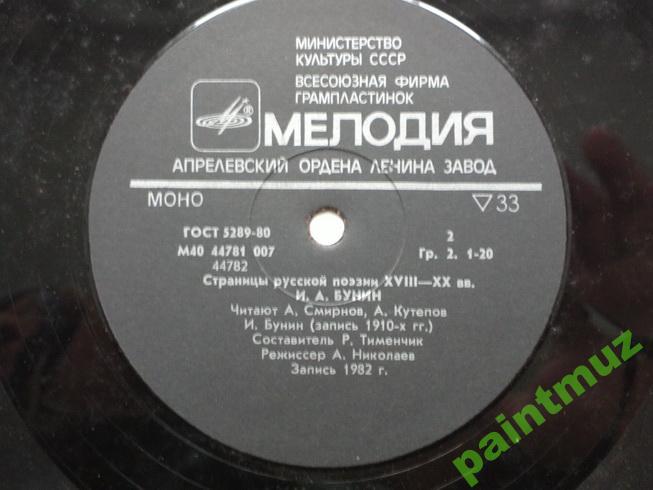 МИНИСТЕРСТВО
КУЛЬТУРЫ СССР
ВСЕСОЮЗНАЯ ФИРМА
ГРАМПЛАСТИНОК
®
МЕЛОДИЯ
АПРЕЛЕВСКИЙ ОРДЕНА ЛЕНИНА ЗАВОД
МОНО ▽33
ГОСТ 5289-80 2
М40 44781 007 Гр. 2. 1-20
44782
Страницы русской поэзии XVIII—XX вв.
И. А. БУНИН
Читают А. Смирнов, А. Кутепов
И. Бунин (запись 1910-х гг.)
Составитель Р. Тименчик
Режиссер А. Николаев
Запись 1982 г.
paintmuz